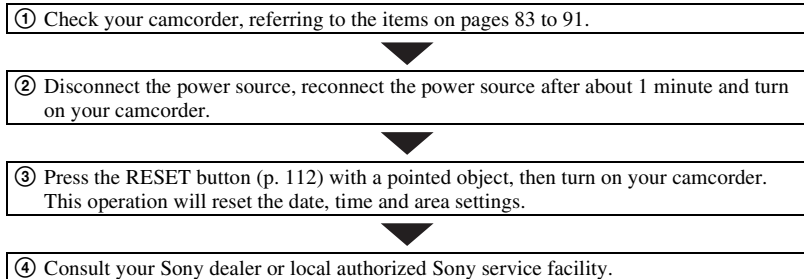 ① Check your camcorder, referring to the items on pages 83 to 91.
② Disconnect the power source, reconnect the power source after about 1 minute and turn
on your camcorder.
③ Press the RESET button (p. 112) with a pointed object, then turn on your camcorder.
This operation will reset the date, time and area settings.
④ Consult your Sony dealer or local authorized Sony service facility.